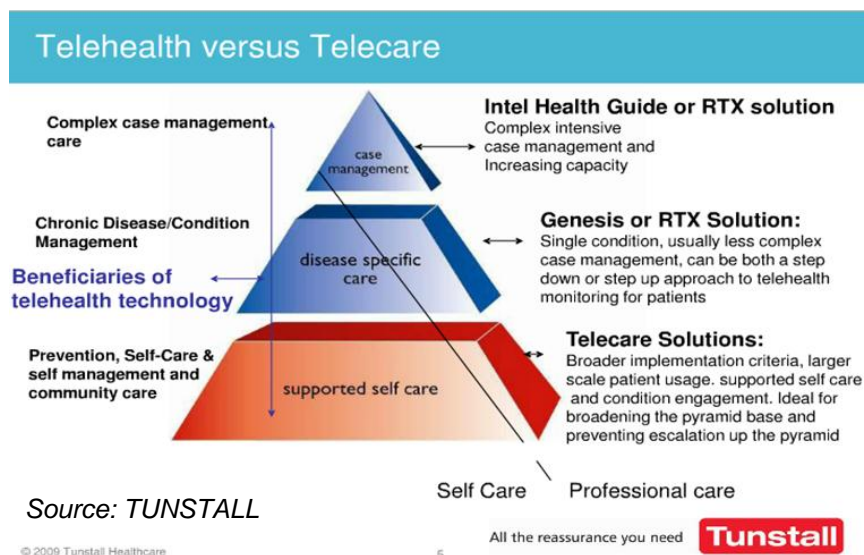 Telehealth versus Telecare
Complex case management
care
case
management
Intel Health Guide or RTX solution
Complex intensive
case management and
Increasing capacity
Chronic Disease/Condition
Management
disease specific
care
Genesis or RTX Solution:
Single condition, usually less complex
case management, can be both a step
down or step up approach to telehealth
monitoring for patients
Beneficiaries of
telehealth technology
Prevention, Self-Care &
self management and
community care
supported self care
Telecare Solutions:
Broader implementation criteria, larger
scale patient usage. supported self care
and condition engagement. Ideal for
broadening the pyramid base and
preventing escalation up the pyramid
Self Care
Professional care
Source: TUNSTALL
All the reassurance you need
Tunstall
© 2009 Tunstall Healthcare